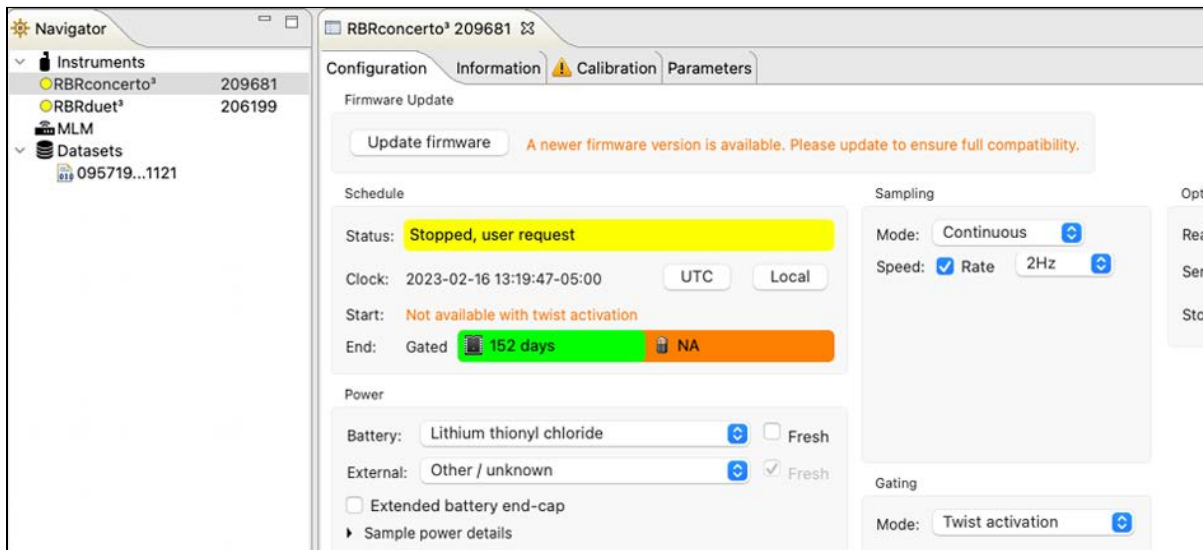 Navigator
Instruments
RBRconcerto³ 209681
RBRduet³ 206199
MLM
Datasets
095719...1121
RBRconcerto³ 209681
Configuration Information Calibration Parameters
Firmware Update
Update firmware A newer firmware version is available. Please update to ensure full compatibility.
Schedule
Status: Stopped, user request
Clock: 2023-02-16 13:19:47-05:00 UTC Local
Start: Not available with twist activation
End: Gated 152 days NA
Power
Battery: Lithium thionyl chloride Fresh
External: Other / unknown Fresh
Extended battery end-cap
Sample power details
Sampling
Mode: Continuous
Speed: Rate 2Hz
Gating
Mode: Twist activation
Opt
Rea
Ser
Sto